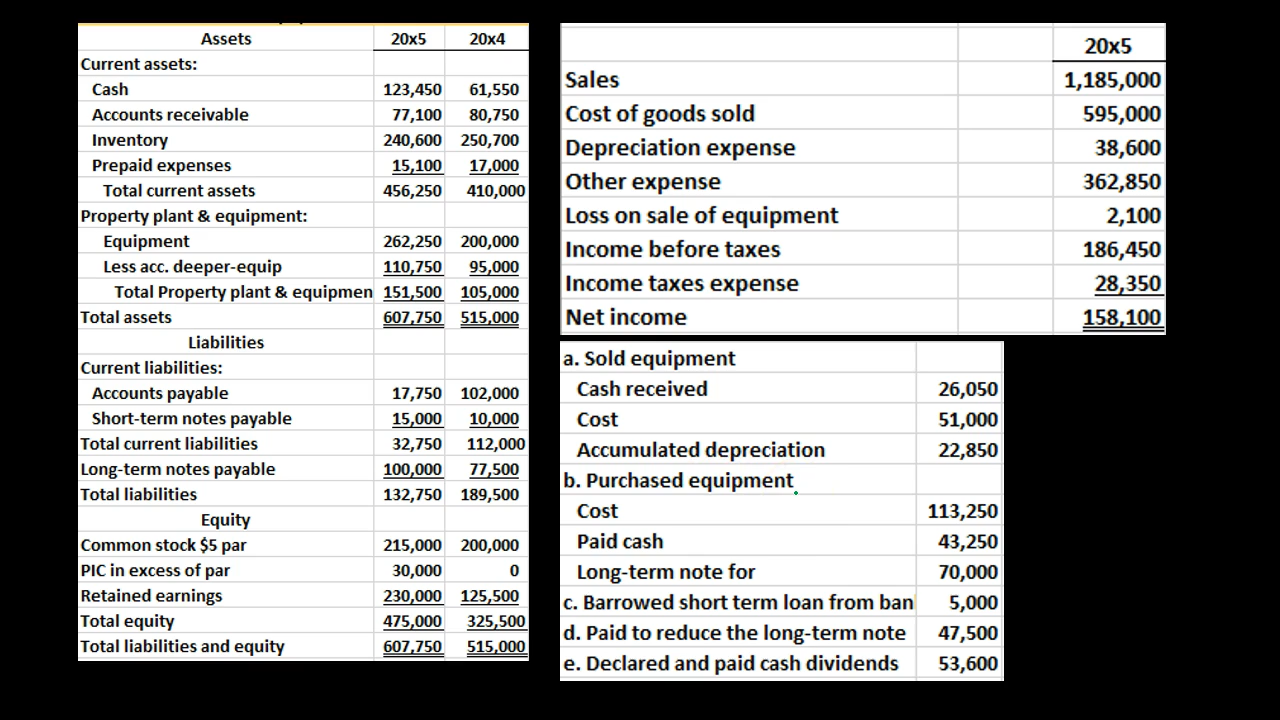 Assets 20x5 20x4
Current assets:
Cash 123,450 61,550
Accounts receivable 77,100 80,750
Inventory 240,600 250,700
Prepaid expenses 15,100 17,000
Total current assets 456,250 410,000
Property plant & equipment:
Equipment 262,250 200,000
Less acc. deeper-equip 110,750 95,000
Total Property plant & equipmen 151,500 105,000
Total assets 607,750 515,000
Liabilities
Current liabilities:
Accounts payable 17,750 102,000
Short-term notes payable 15,000 10,000
Total current liabilities 32,750 112,000
Long-term notes payable 100,000 77,500
Total liabilities 132,750 189,500
Equity
Common stock $5 par 215,000 200,000
PIC in excess of par 30,000 0
Retained earnings 230,000 125,500
Total equity 475,000 325,500
Total liabilities and equity 607,750 515,000
20x5
Sales 1,185,000
Cost of goods sold 595,000
Depreciation expense 38,600
Other expense 362,850
Loss on sale of equipment 2,100
Income before taxes 186,450
Income taxes expense 28,350
Net income 158,100
a. Sold equipment
Cash received 26,050
Cost 51,000
Accumulated depreciation 22,850
b. Purchased equipment
Cost 113,250
Paid cash 43,250
Long-term note for 70,000
c. Barrowed short term loan from ban 5,000
d. Paid to reduce the long-term note 47,500
e. Declared and paid cash dividends 53,600